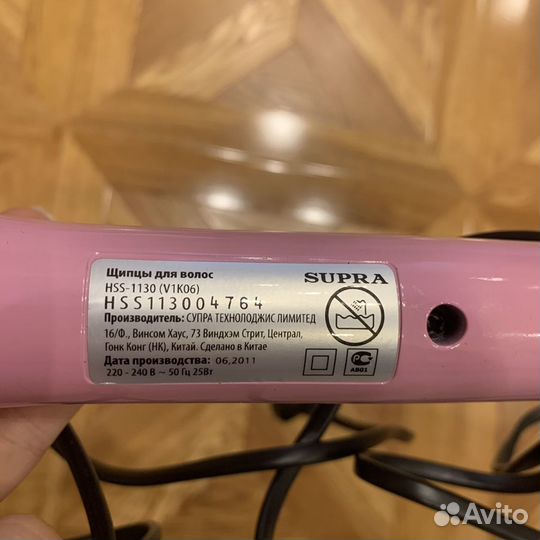 Щипцы для волос
SUPRA
HSS-1130 (V1K06)
HSS113004764
Производитель: СУПРА ТЕХНОЛОДЖИС ЛИМИТЕД
16/Ф., Винсом Хаус, 73 Виндхэм Стрит, Централ,
Гонк Конг (НК), Китай. Сделано в Китае
Дата производства: 06,2011
220 - 240 В ~ 50 Гц 25Вт
АВ01
Avito